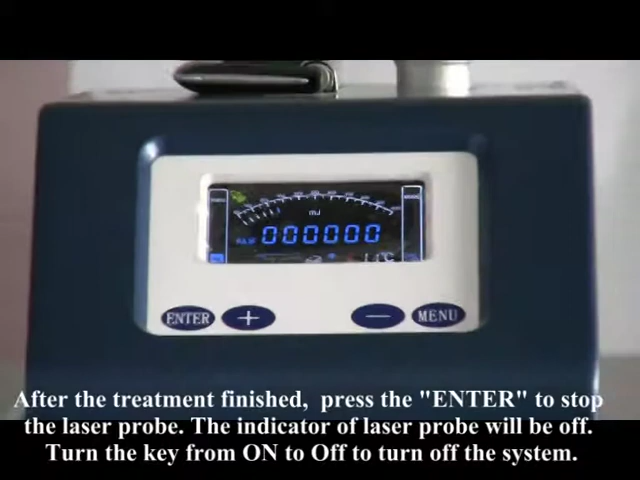 mJ
000000
ENTER
+
—
MENU
After the treatment finished, press the "ENTER" to stop
the laser probe. The indicator of laser probe will be off.
Turn the key from ON to Off to turn off the system.